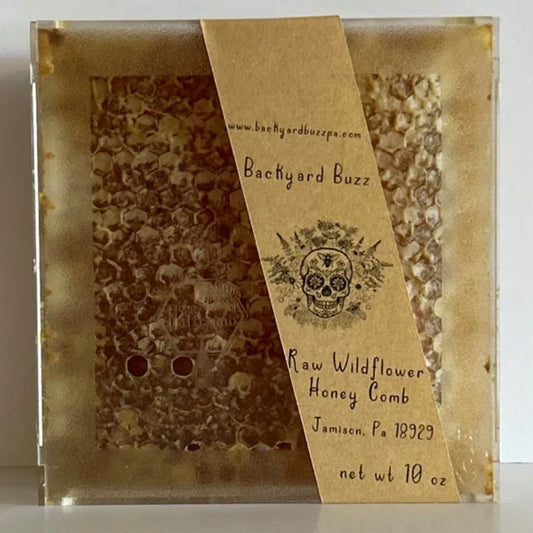 www.backyardbuzzpa.com
Backyard Buzz
Raw Wildflower
Honey Comb
Jamison, Pa 18929
net wt 10 oz